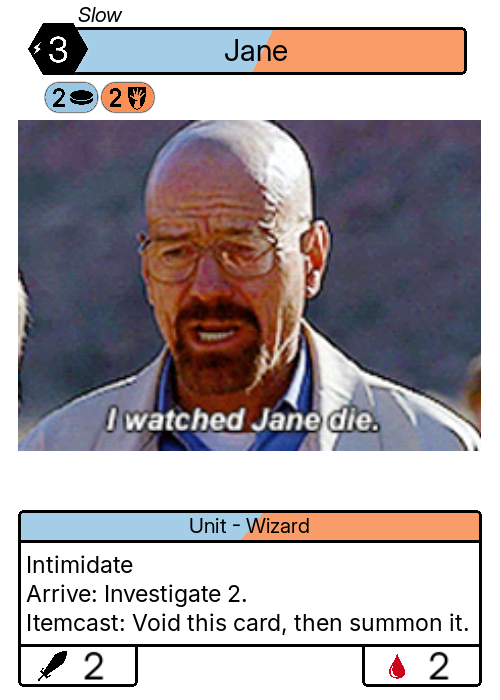 Slow
3
Jane
2 2
I watched Jane die.
Unit - Wizard
Intimidate
Arrive: Investigate 2.
Itemcast: Void this card, then summon it.
2 2